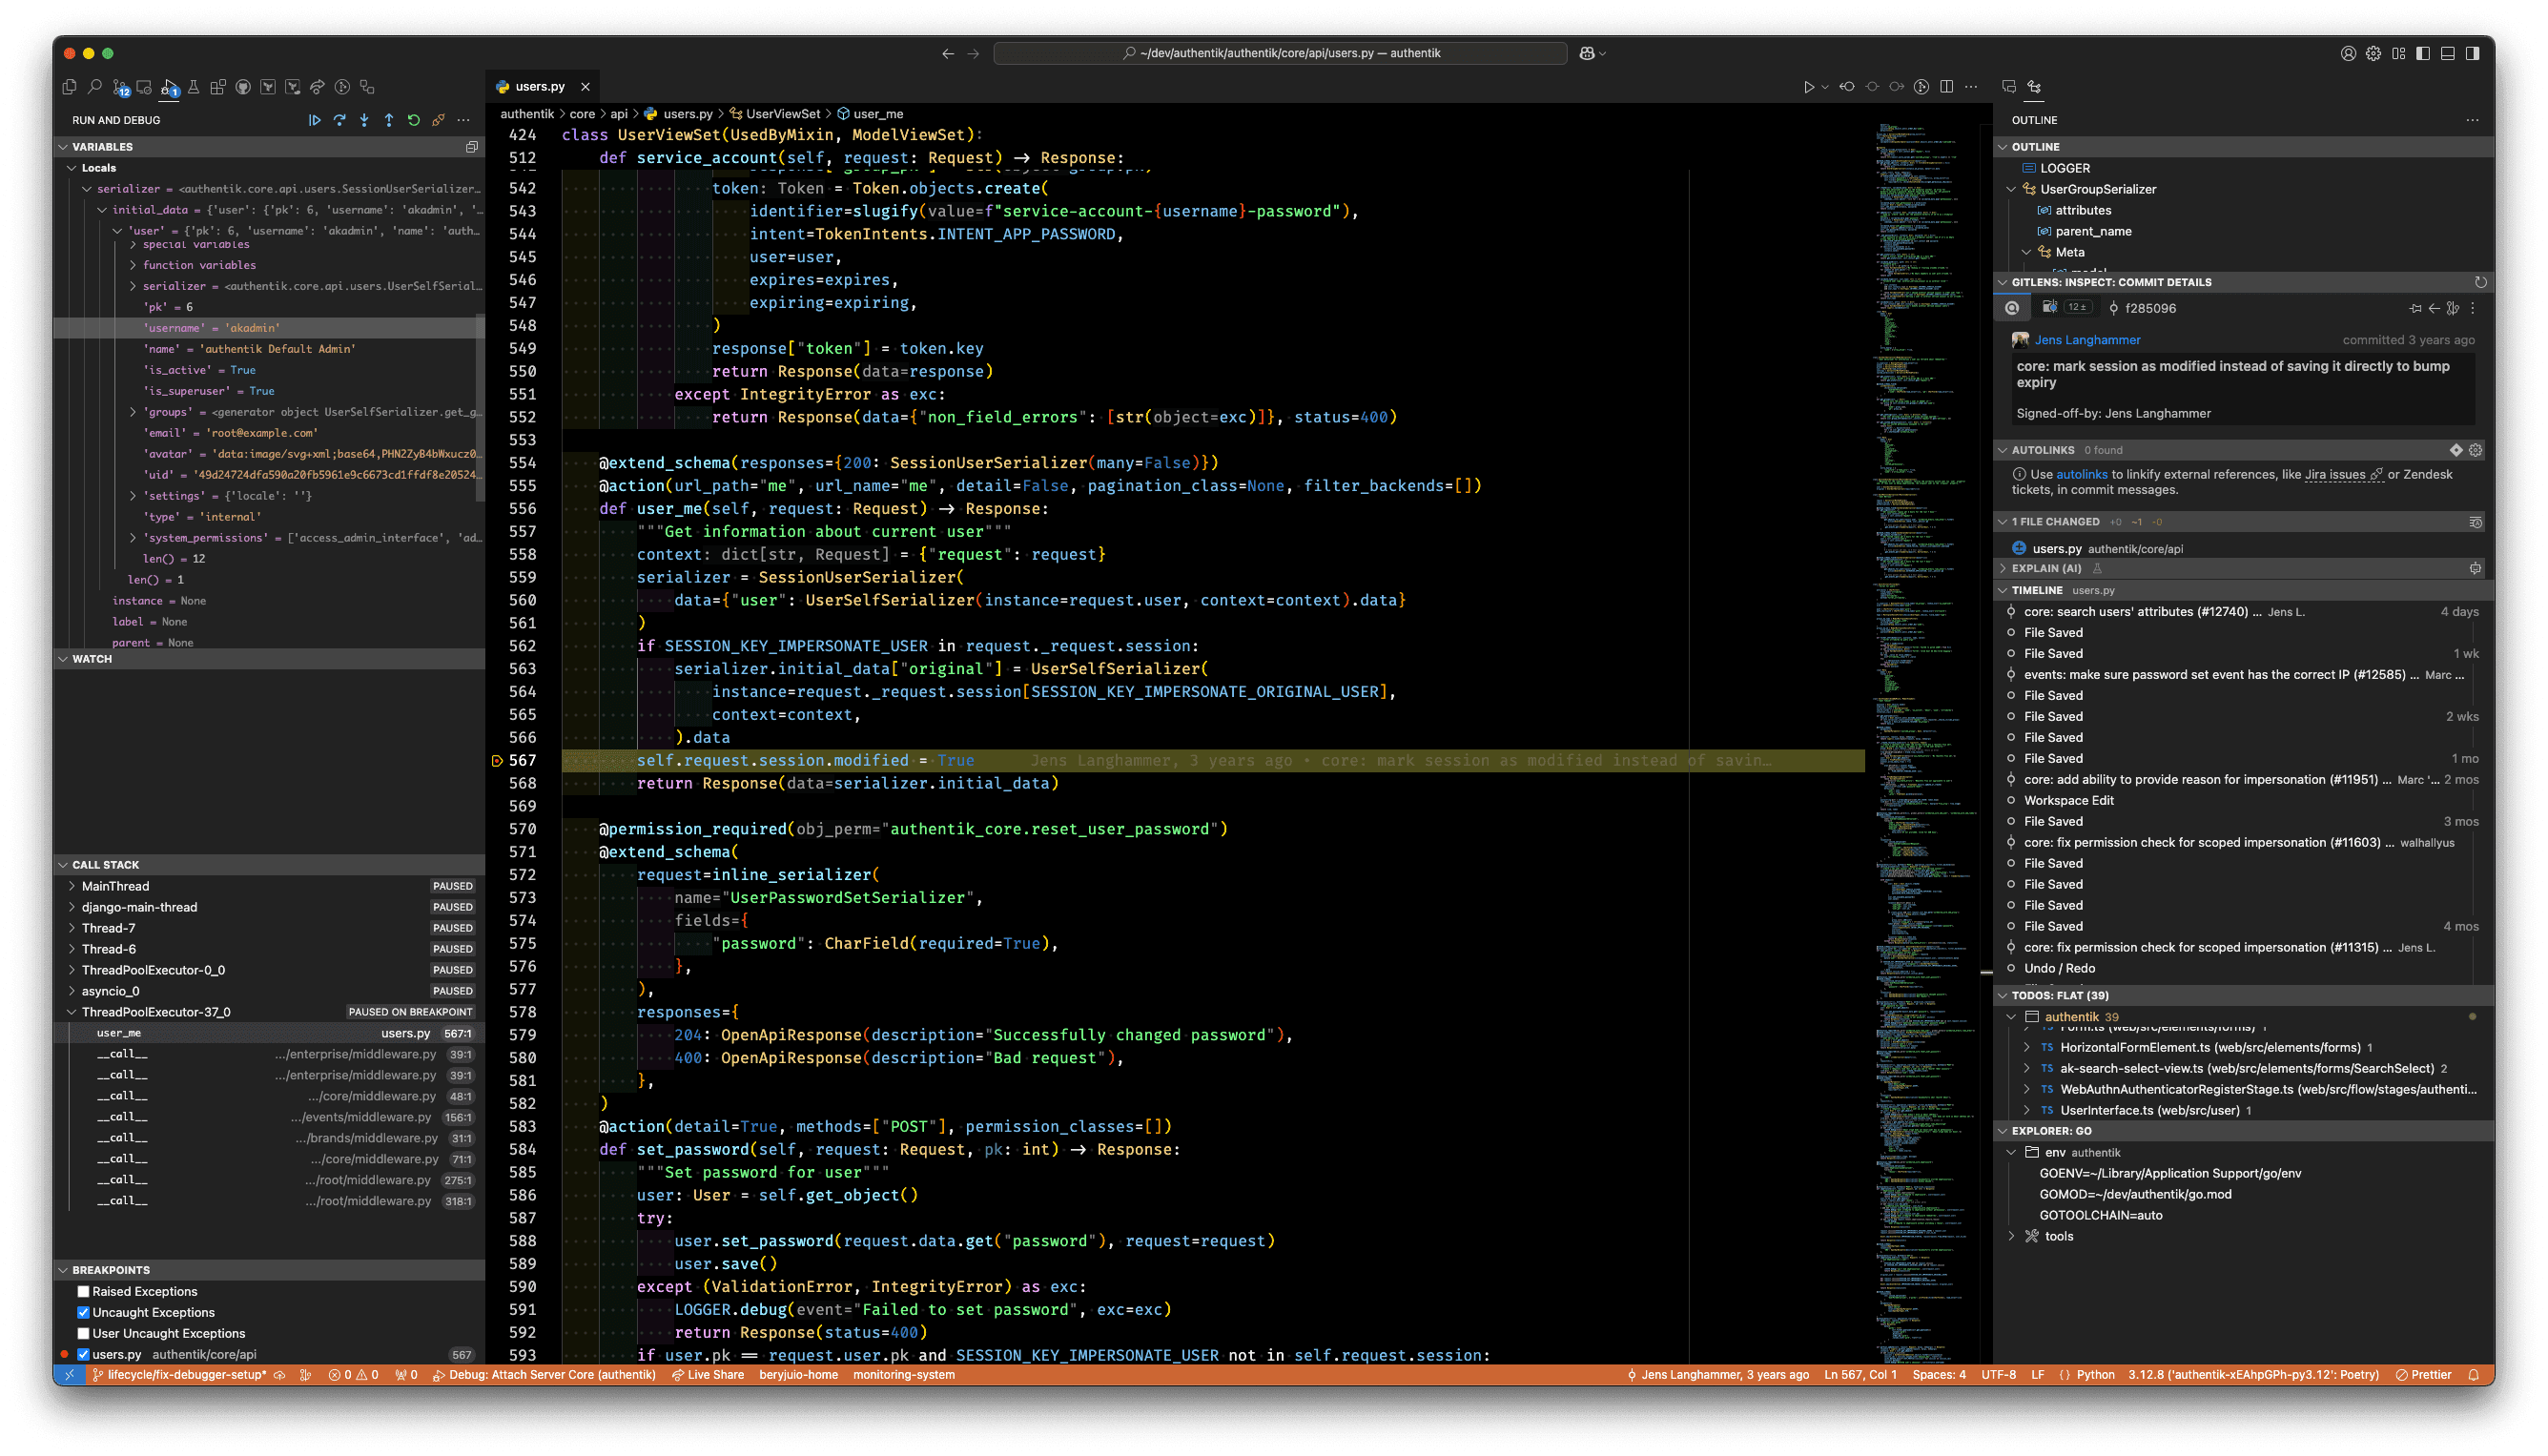 ~/dev/authentik/authentik/core/api/users.py — authentik
12
1
RUN AND DEBUG
VARIABLES
Locals
serializer = <authentik.core.api.users.SessionUserSerializer…
initial_data = {'user': {'pk': 6, 'username': 'akadmin', '…
'user' = {'pk': 6, 'username': 'akadmin', 'name': 'auth…
special variables
function variables
serializer = <authentik.core.api.users.UserSelfSerial…
'pk' = 6
'username' = 'akadmin'
'name' = 'authentik Default Admin'
'is_active' = True
'is_superuser' = True
'groups' = <generator object UserSelfSerializer.get_g…
'email' = 'root@example.com'
'avatar' = 'data:image/svg+xml;base64,PHN2ZyB4bWxucz0…
'uid' = '49d24724dfa590a20fb5961e9c6673cd1ffdf8e20524…
'settings' = {'locale': ''}
'type' = 'internal'
'system_permissions' = ['access_admin_interface', 'ad…
len() = 12
len() = 1
instance = None
label = None
parent = None
WATCH
CALL STACK
MainThread PAUSED
django-main-thread PAUSED
Thread-7 PAUSED
Thread-6 PAUSED
ThreadPoolExecutor-0_0 PAUSED
asyncio_0 PAUSED
ThreadPoolExecutor-37_0 PAUSED ON BREAKPOINT
user_me users.py 567:1
__call__ …/enterprise/middleware.py 39:1
__call__ …/enterprise/middleware.py 39:1
__call__ …/core/middleware.py 48:1
__call__ …/events/middleware.py 156:1
__call__ …/brands/middleware.py 31:1
__call__ …/core/middleware.py 71:1
__call__ …/root/middleware.py 275:1
__call__ …/root/middleware.py 318:1
BREAKPOINTS
Raised Exceptions
Uncaught Exceptions
User Uncaught Exceptions
users.py authentik/core/api 567
users.py
authentik > core > api > users.py > UserViewSet > user_me
424 class UserViewSet(UsedByMixin, ModelViewSet):
512 def service_account(self, request: Request) -> Response:
542 token: Token = Token.objects.create(
543 identifier=slugify(value=f"service-account-{username}-password"),
544 intent=TokenIntents.INTENT_APP_PASSWORD,
545 user=user,
546 expires=expires,
547 expiring=expiring,
548 )
549 response["token"] = token.key
550 return Response(data=response)
551 except IntegrityError as exc:
552 return Response(data={"non_field_errors": [str(object=exc)]}, status=400)
553
554 @extend_schema(responses={200: SessionUserSerializer(many=False)})
555 @action(url_path="me", url_name="me", detail=False, pagination_class=None, filter_backends=[])
556 def user_me(self, request: Request) -> Response:
557 """Get information about current user"""
558 context: dict[str, Request] = {"request": request}
559 serializer = SessionUserSerializer(
560 data={"user": UserSelfSerializer(instance=request.user, context=context).data}
561 )
562 if SESSION_KEY_IMPERSONATE_USER in request._request.session:
563 serializer.initial_data["original"] = UserSelfSerializer(
564 instance=request._request.session[SESSION_KEY_IMPERSONATE_ORIGINAL_USER],
565 context=context,
566 ).data
567 self.request.session.modified = True Jens Langhammer, 3 years ago • core: mark session as modified instead of savin…
568 return Response(data=serializer.initial_data)
569
570 @permission_required(obj_perm="authentik_core.reset_user_password")
571 @extend_schema(
572 request=inline_serializer(
573 name="UserPasswordSetSerializer",
574 fields={
575 "password": CharField(required=True),
576 },
577 ),
578 responses={
579 204: OpenApiResponse(description="Successfully changed password"),
580 400: OpenApiResponse(description="Bad request"),
581 },
582 )
583 @action(detail=True, methods=["POST"], permission_classes=[])
584 def set_password(self, request: Request, pk: int) -> Response:
585 """Set password for user"""
586 user: User = self.get_object()
587 try:
588 user.set_password(request.data.get("password"), request=request)
589 user.save()
590 except (ValidationError, IntegrityError) as exc:
591 LOGGER.debug(event="Failed to set password", exc=exc)
592 return Response(status=400)
593 if user.pk == request.user.pk and SESSION_KEY_IMPERSONATE_USER not in self.request.session:
OUTLINE
OUTLINE
LOGGER
UserGroupSerializer
attributes
parent_name
Meta
GITLENS: INSPECT: COMMIT DETAILS
12 ± f285096
Jens Langhammer committed 3 years ago
core: mark session as modified instead of saving it directly to bump
expiry
Signed-off-by: Jens Langhammer
AUTOLINKS 0 found
Use autolinks to linkify external references, like Jira issues or Zendesk
tickets, in commit messages.
1 FILE CHANGED +0 ~1 -0
users.py authentik/core/api
EXPLAIN (AI)
TIMELINE users.py
core: search users' attributes (#12740) ... Jens L. 4 days
File Saved
File Saved 1 wk
events: make sure password set event has the correct IP (#12585) ... Marc ...
File Saved
File Saved 2 wks
File Saved
File Saved 1 mo
core: add ability to provide reason for impersonation (#11951) ... Marc '... 2 mos
Workspace Edit
File Saved 3 mos
core: fix permission check for scoped impersonation (#11603) ... walhallyus
File Saved
File Saved
File Saved
File Saved 4 mos
core: fix permission check for scoped impersonation (#11315) ... Jens L.
Undo / Redo
TODOS: FLAT (39)
authentik 39
Form.ts (web/src/elements/forms) 1
HorizontalFormElement.ts (web/src/elements/forms) 1
ak-search-select-view.ts (web/src/elements/forms/SearchSelect) 2
WebAuthnAuthenticatorRegisterStage.ts (web/src/flow/stages/authenti...
UserInterface.ts (web/src/user) 1
EXPLORER: GO
env authentik
GOENV=~/Library/Application Support/go/env
GOMOD=~/dev/authentik/go.mod
GOTOOLCHAIN=auto
tools
lifecycle/fix-debugger-setup* 0 0 0 Debug: Attach Server Core (authentik) Live Share beryjuio-home monitoring-system Jens Langhammer, 3 years ago Ln 567, Col 1 Spaces: 4 UTF-8 LF {} Python 3.12.8 ('authentik-xEAhpGPh-py3.12': Poetry) Prettier